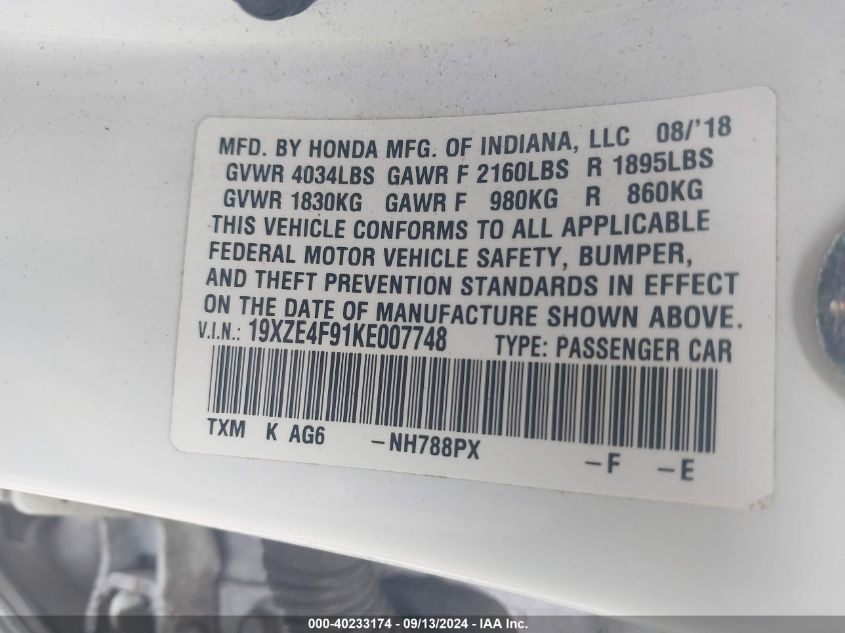 MFD. BY HONDA MFG. OF INDIANA, LLC 08/'18
GVWR 4034LBS GAWR F 2160LBS R 1895LBS
GVWR 1830KG GAWR F 980KG R 860KG
THIS VEHICLE CONFORMS TO ALL APPLICABLE
FEDERAL MOTOR VEHICLE SAFETY, BUMPER,
AND THEFT PREVENTION STANDARDS IN EFFECT
ON THE DATE OF MANUFACTURE SHOWN ABOVE.
V.I.N.: 19XZE4F91KE007748 TYPE: PASSENGER CAR
TXM K AG6 -NH788PX -F -E
000-40233174 - 09/13/2024 - IAA Inc.